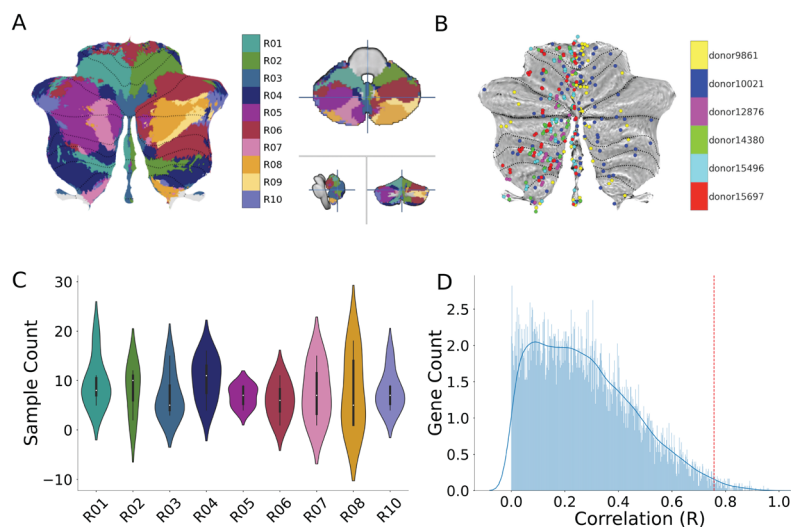 A
R01
R02
R03
R04
R05
R06
R07
R08
R09
R10
B
donor9861
donor10021
donor12876
donor14380
donor15496
donor15697
C
30
20
10
0
−10
Sample Count
R01 R02 R03 R04 R05 R06 R07 R08 R10
D
2.5
2.0
1.5
1.0
0.5
0.0
Gene Count
0.0 0.2 0.4 0.6 0.8 1.0
Correlation (R)